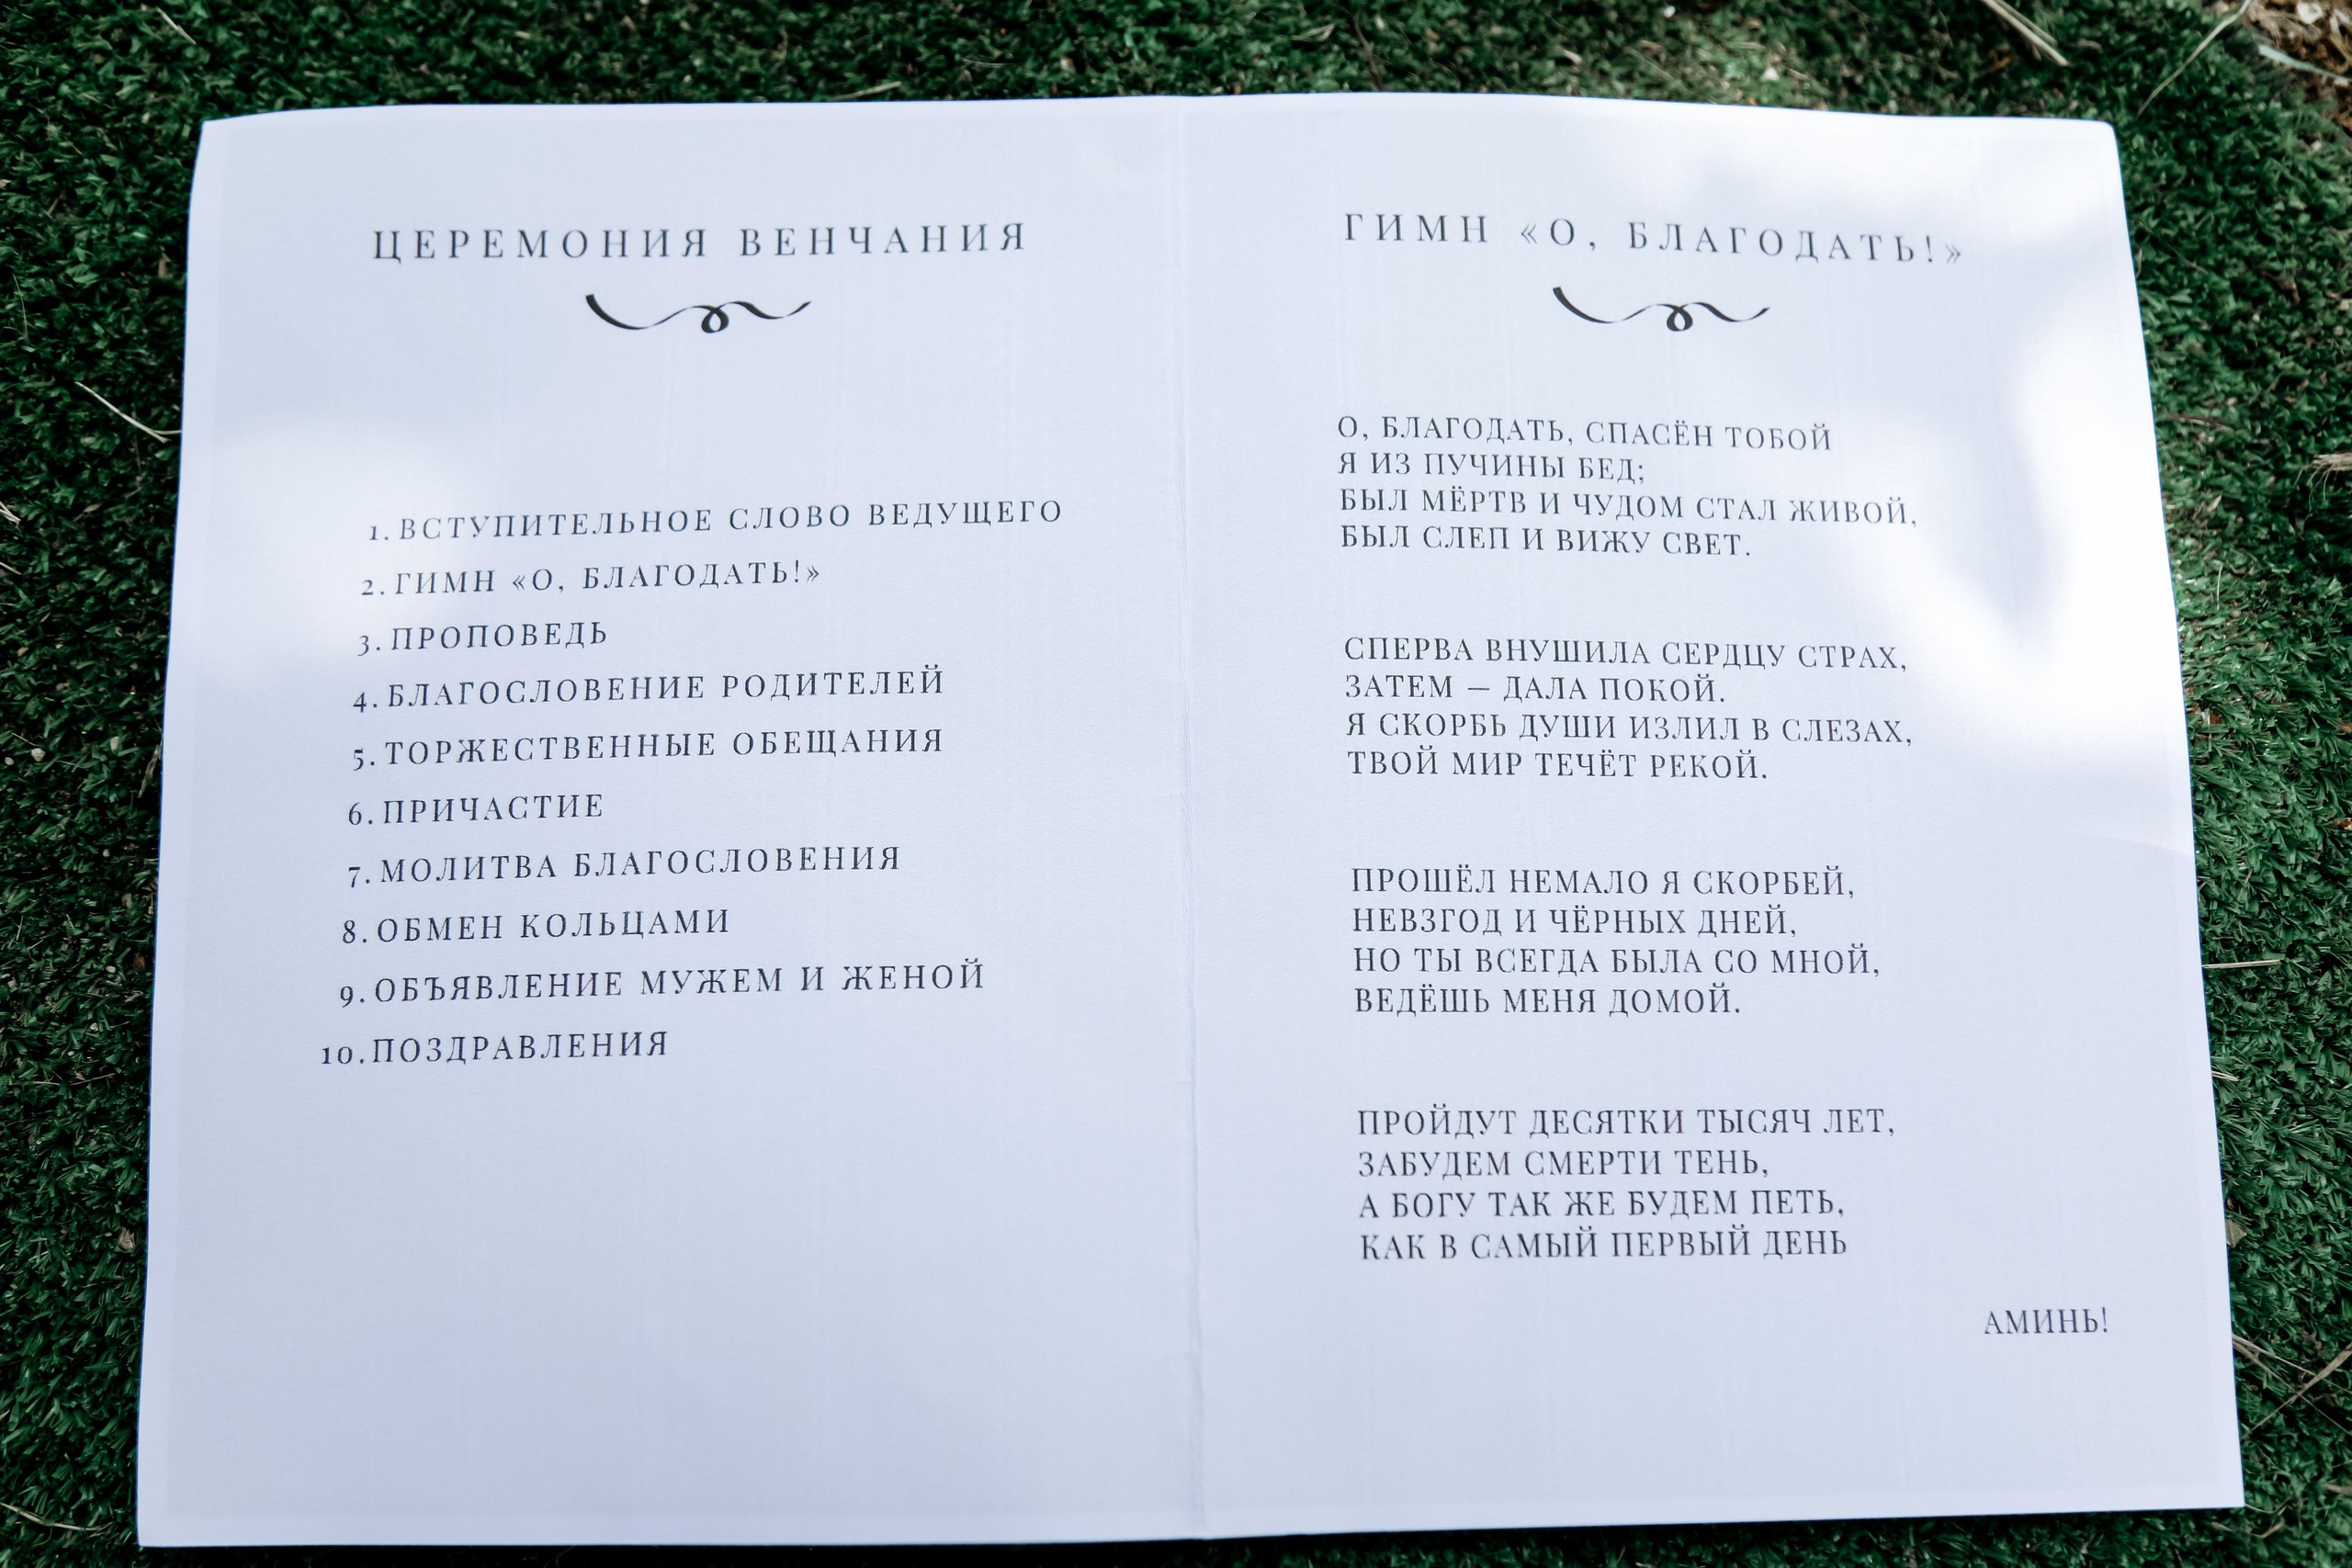 ЦЕРЕМОНИЯ ВЕНЧАНИЯ
1. ВСТУПИТЕЛЬНОЕ СЛОВО ВЕДУЩЕГО
2. ГИМН «О, БЛАГОДАТЬ!»
3. ПРОПОВЕДЬ
4. БЛАГОСЛОВЕНИЕ РОДИТЕЛЕЙ
5. ТОРЖЕСТВЕННЫЕ ОБЕЩАНИЯ
6. ПРИЧАСТИЕ
7. МОЛИТВА БЛАГОСЛОВЕНИЯ
8. ОБМЕН КОЛЬЦАМИ
9. ОБЪЯВЛЕНИЕ МУЖЕМ И ЖЕНОЙ
10. ПОЗДРАВЛЕНИЯ
ГИМН «О, БЛАГОДАТЬ!»
О, БЛАГОДАТЬ, СПАСЁН ТОБОЙ
Я ИЗ ПУЧИНЫ БЕД;
БЫЛ МЁРТВ И ЧУДОМ СТАЛ ЖИВОЙ,
БЫЛ СЛЕП И ВИЖУ СВЕТ.
СПЕРВА ВНУШИЛА СЕРДЦУ СТРАХ,
ЗАТЕМ — ДАЛА ПОКОЙ.
Я СКОРБЬ ДУШИ ИЗЛИЛ В СЛЕЗАХ,
ТВОЙ МИР ТЕЧЁТ РЕКОЙ.
ПРОШЁЛ НЕМАЛО Я СКОРБЕЙ,
НЕВЗГОД И ЧЁРНЫХ ДНЕЙ,
НО ТЫ ВСЕГДА БЫЛА СО МНОЙ,
ВЕДЁШЬ МЕНЯ ДОМОЙ.
ПРОЙДУТ ДЕСЯТКИ ТЫСЯЧ ЛЕТ,
ЗАБУДЕМ СМЕРТИ ТЕНЬ,
А БОГУ ТАК ЖЕ БУДЕМ ПЕТЬ,
КАК В САМЫЙ ПЕРВЫЙ ДЕНЬ
АМИНЬ!